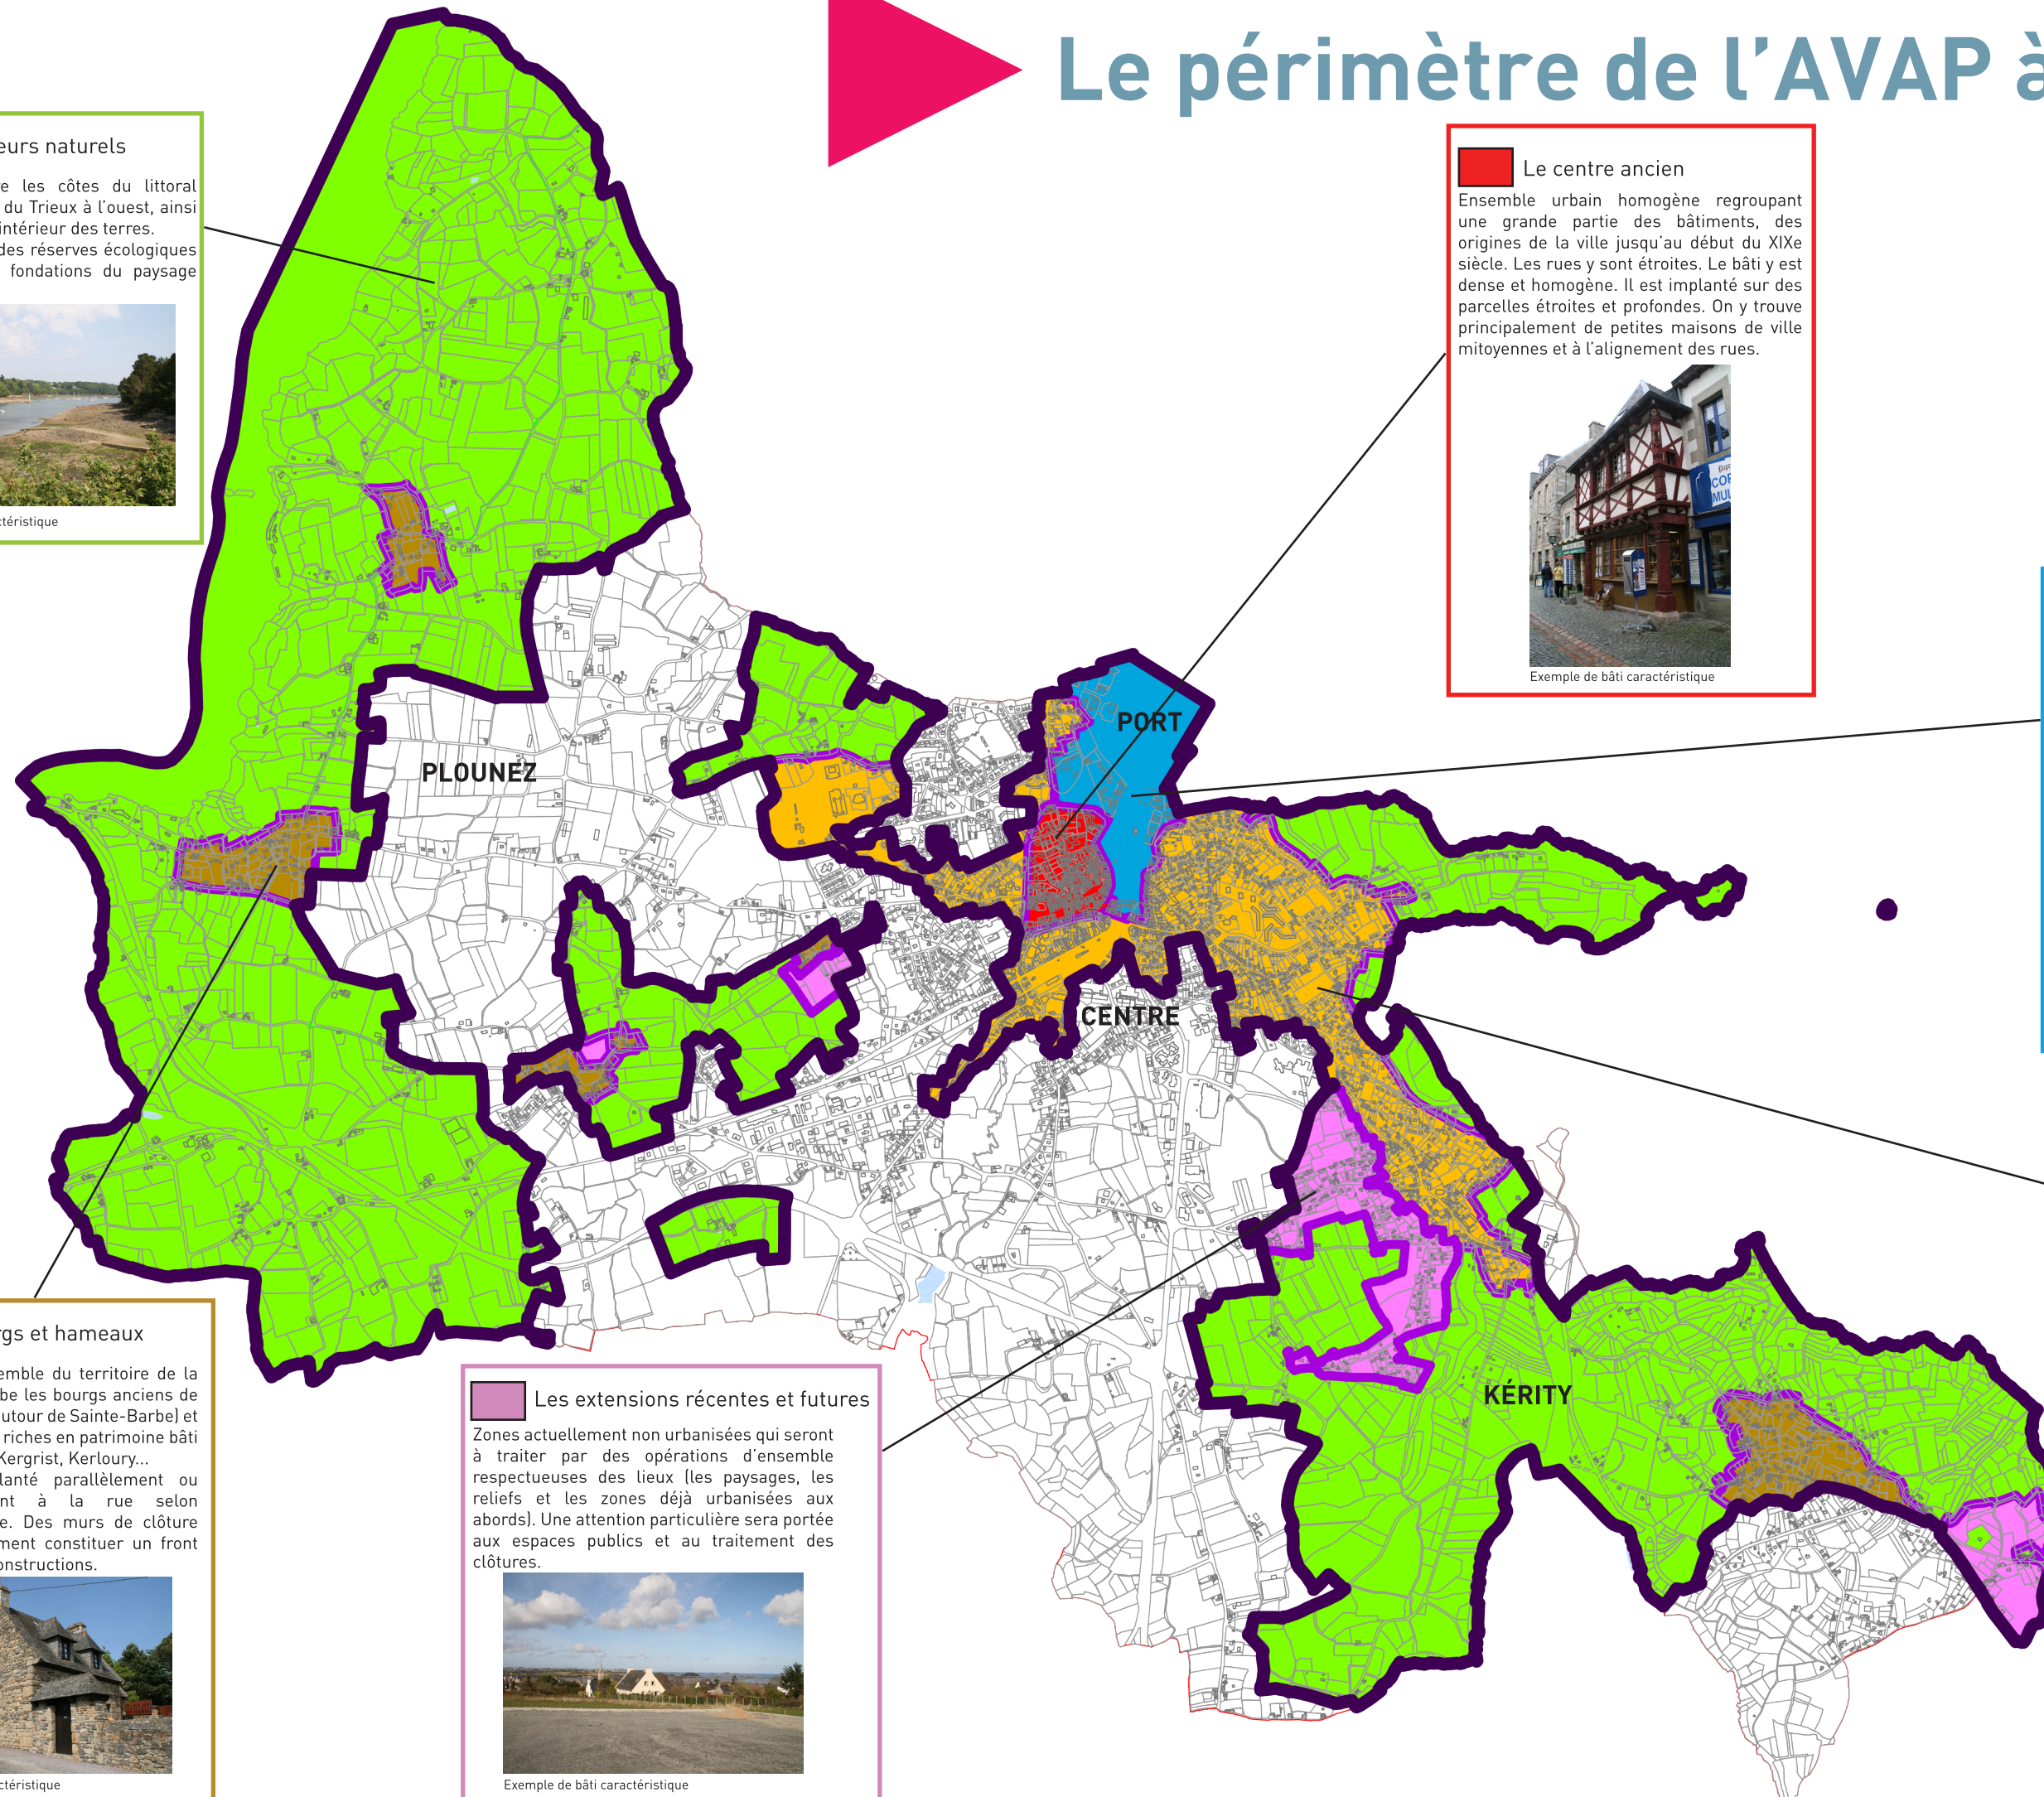 Le périmètre de l'AVAP à
eurs naturels
e les côtes du littoral
du Trieux à l'ouest, ainsi
intérieur des terres.
des réserves écologiques
fondations du paysage
ctéristique
Le centre ancien
Ensemble urbain homogène regroupant
une grande partie des bâtiments, des
origines de la ville jusqu'au début du XIXe
siècle. Les rues y sont étroites. Le bâti y est
dense et homogène. Il est implanté sur des
parcelles étroites et profondes. On y trouve
principalement de petites maisons de ville
mitoyennes et à l'alignement des rues.
COP
MUL
Exemple de bâti caractéristique
PORT
PLOUNEZ
CENTRE
KÉRITY
rgs et hameaux
emble du territoire de la
be les bourgs anciens de
autour de Sainte-Barbe) et
riches en patrimoine bâti
Kergrist, Kerloury...
lanté parallèlement ou
nt à la rue selon
e. Des murs de clôture
ment constituer un front
onstructions.
ctéristique
Les extensions récentes et futures
Zones actuellement non urbanisées qui seront
à traiter par des opérations d'ensemble
respectueuses des lieux (les paysages, les
reliefs et les zones déjà urbanisées aux
abords). Une attention particulière sera portée
aux espaces publics et au traitement des
clôtures.
Exemple de bâti caractéristique